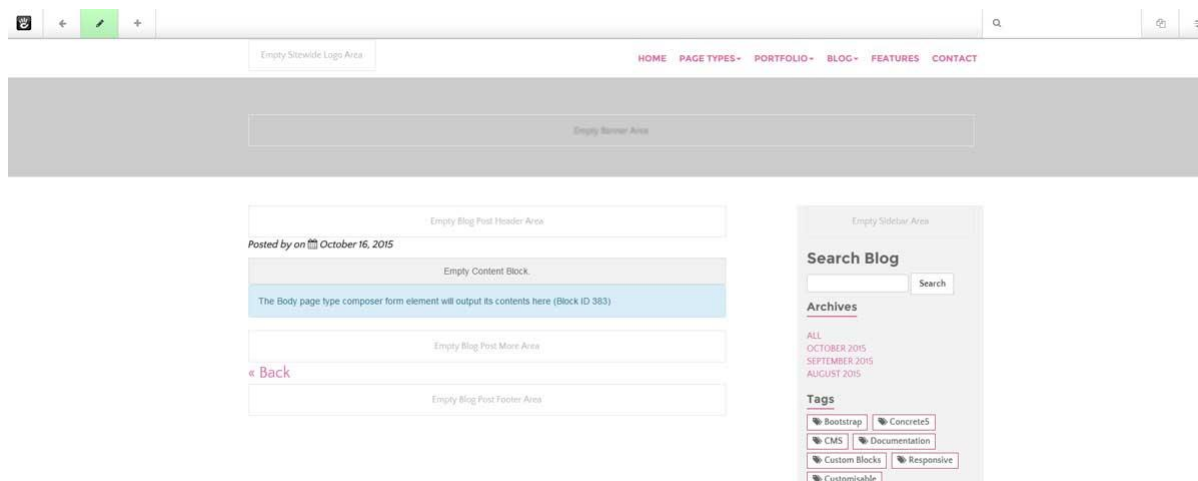 Empty Sitewide Logo Area
HOME PAGE TYPES PORTFOLIO BLOG FEATURES CONTACT
Empty Banner Area
Empty Blog Post Header Area
Posted by on October 16, 2015
Empty Content Block.
The Body page type composer form element will output its contents here (Block ID 383)
Empty Blog Post More Area
« Back
Empty Blog Post Footer Area
Empty Sidebar Area
Search Blog
Search
Archives
ALL
OCTOBER 2015
SEPTEMBER 2015
AUGUST 2015
Tags
Bootstrap Concrete5
CMS Documentation
Custom Blocks Responsive
Customisable